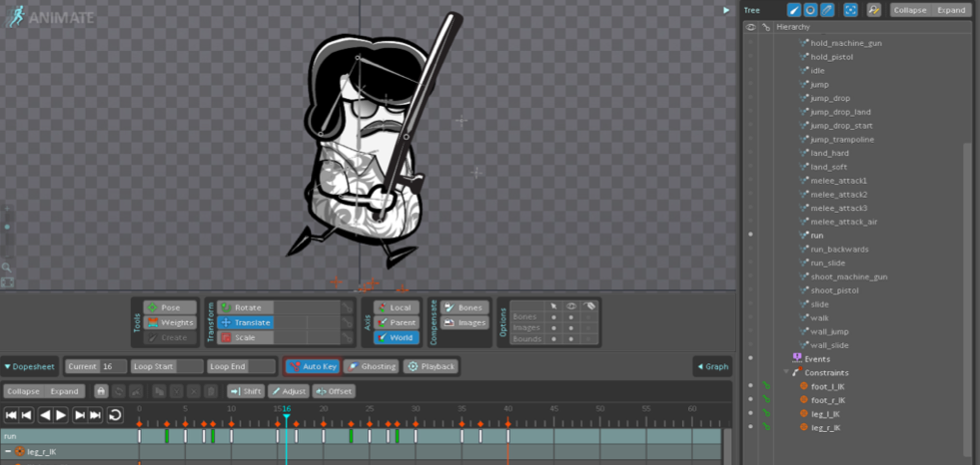 ANIMATE
Tree
Collapse Expand
Hierarchy
hold_machine_gun
hold_pistol
idle
jump
jump_drop
jump_drop_land
jump_drop_start
jump_trampoline
land_hard
land_soft
melee_attack1
melee_attack2
melee_attack3
melee_attack_air
run
run_backwards
run_slide
shoot_machine_gun
shoot_pistol
slide
walk
wall_jump
wall_slide
Events
Constraints
foot_l_IK
foot_r_IK
leg_l_IK
leg_r_IK
Tools
Pose
Weights
Create
Transform
Rotate
Translate
Scale
Axis
Local
Parent
World
Compensate
Bones
Images
Options
Bones
Images
Bounds
Dopesheet Current 16 Loop Start Loop End Auto Key Ghosting Playback Graph
Collapse Expand Shift Adjust Offset
0 5 10 15 16 20 25 30 35 40 45 50 55 60
run
leg_r_IK